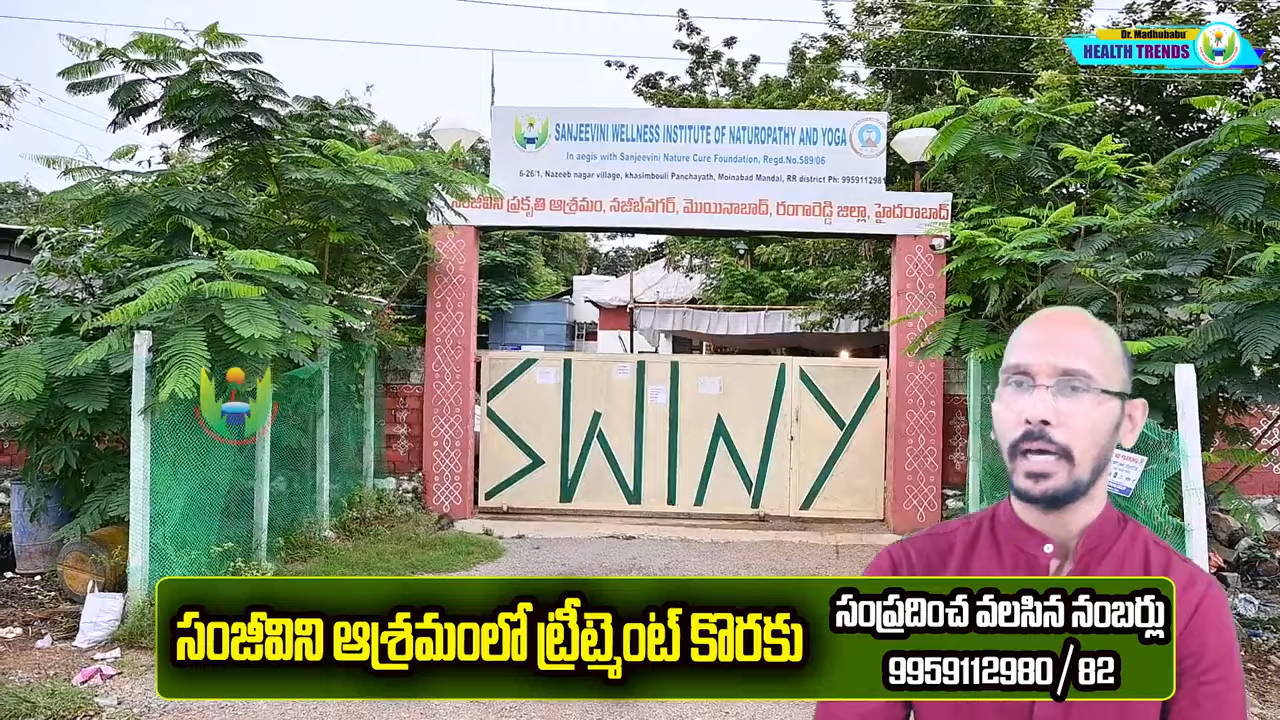 Dr. Madhubabu
HEALTH TRENDS
SANJEEVINI WELLNESS INSTITUTE OF NATUROPATHY AND YOGA
In aegis with Sanjeevini Nature Cure Foundation, Regd.No.589/06
6-26/1, Nazeeb nagar village, khasimbouli Panchayath, Moinabad Mandal, RR district Ph: 9959112981
సంజీవిని ప్రకృతి ఆశ్రమం, నజీబ్‌నగర్, మొయినాబాద్, రంగారెడ్డి జిల్లా, హైదరాబాద్
SWINY
సంజీవిని ఆశ్రమంలో ట్రీట్మెంట్ కొరకు
సంప్రదించ వలసిన నంబర్లు
9959112980 / 82